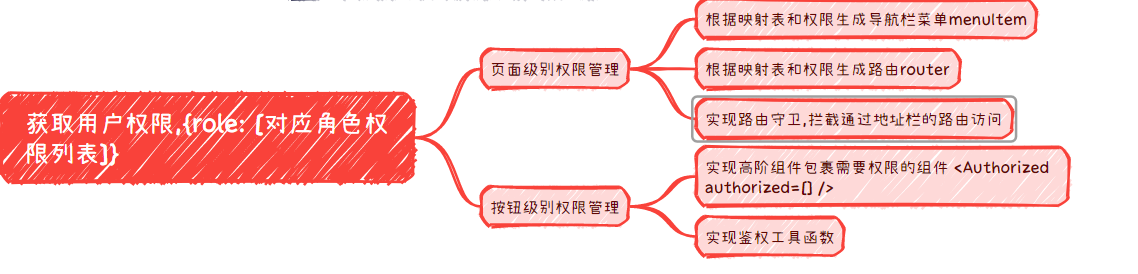 根据映射表和权限生成导航栏菜单menuItem
页面级别权限管理
根据映射表和权限生成路由router
实现路由守卫,拦截通过地址栏的路由访问
获取用户权限,{role: [对应角色权
限列表]}
实现高阶组件包裹需要权限的组件 <Authorized
authorized=[] />
按钮级别权限管理
实现鉴权工具函数